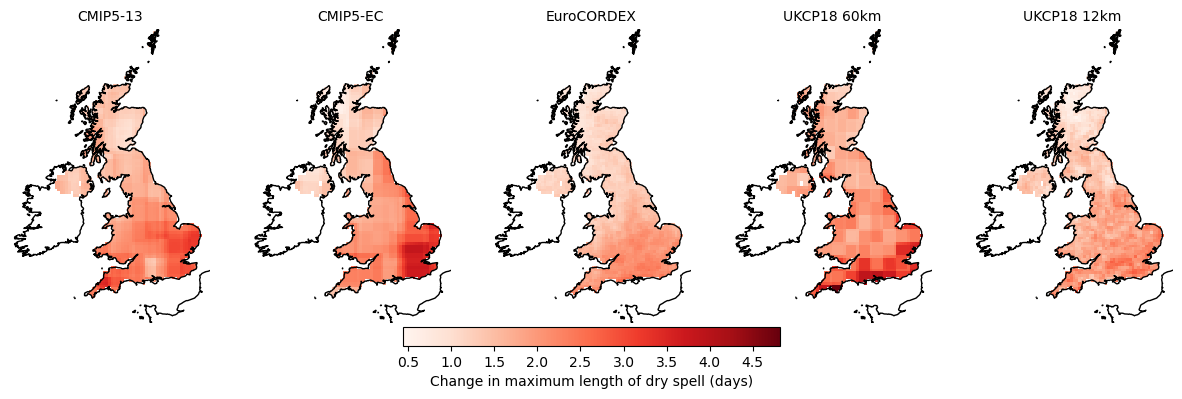 CMIP5-13 CMIP5-EC EuroCORDEX UKCP18 60km UKCP18 12km
0.5 1.0 1.5 2.0 2.5 3.0 3.5 4.0 4.5
Change in maximum length of dry spell (days)